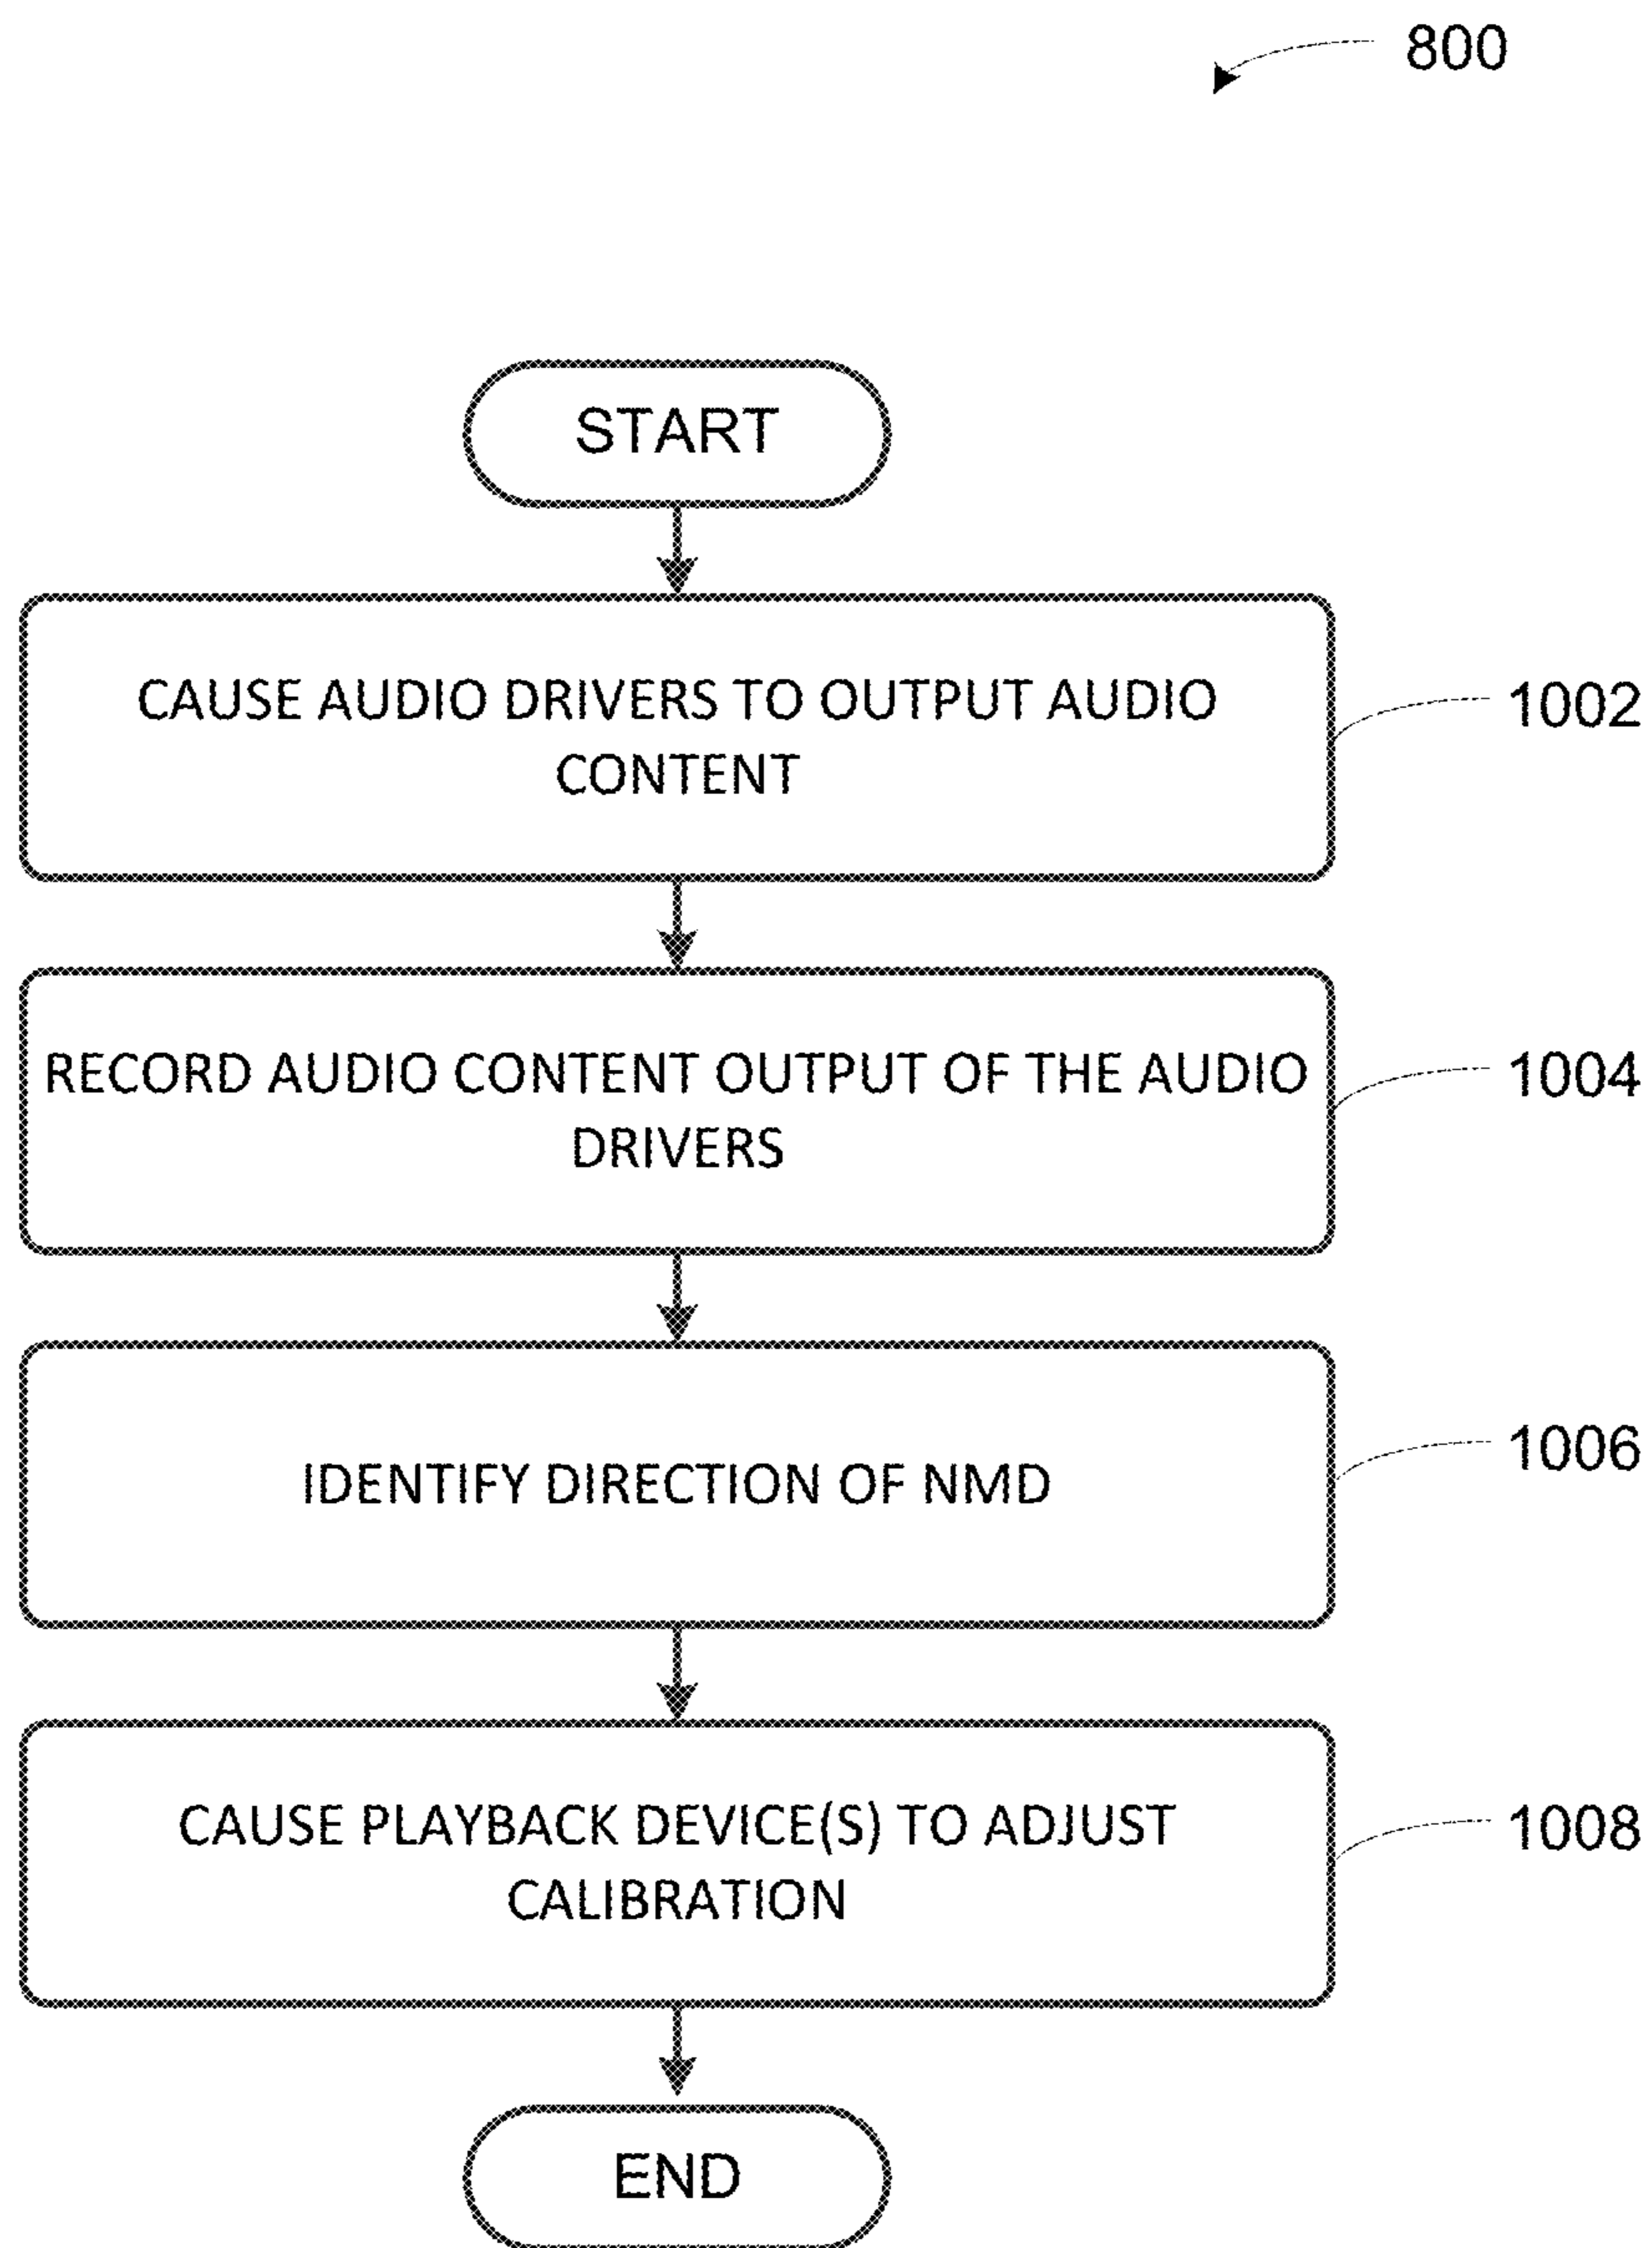 800
START
CAUSE AUDIO DRIVERS TO OUTPUT AUDIO
CONTENT
1002
RECORD AUDIO CONTENT OUTPUT OF THE AUDIO
DRIVERS
1004
IDENTIFY DIRECTION OF NMD
1006
CAUSE PLAYBACK DEVICE(S) TO ADJUST
CALIBRATION
1008
END